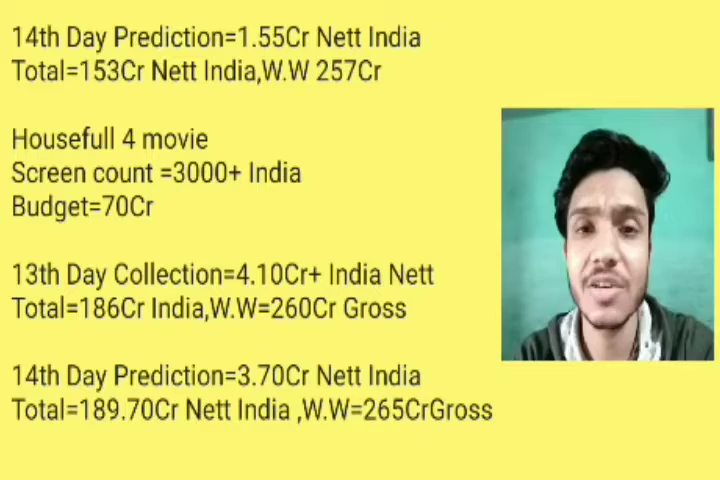 14th Day Prediction=1.55Cr Nett India
Total=153Cr Nett India,W.W 257Cr
Housefull 4 movie
Screen count =3000+ India
Budget=70Cr
13th Day Collection=4.10Cr+ India Nett
Total=186Cr India,W.W=260Cr Gross
14th Day Prediction=3.70Cr Nett India
Total=189.70Cr Nett India ,W.W=265CrGross